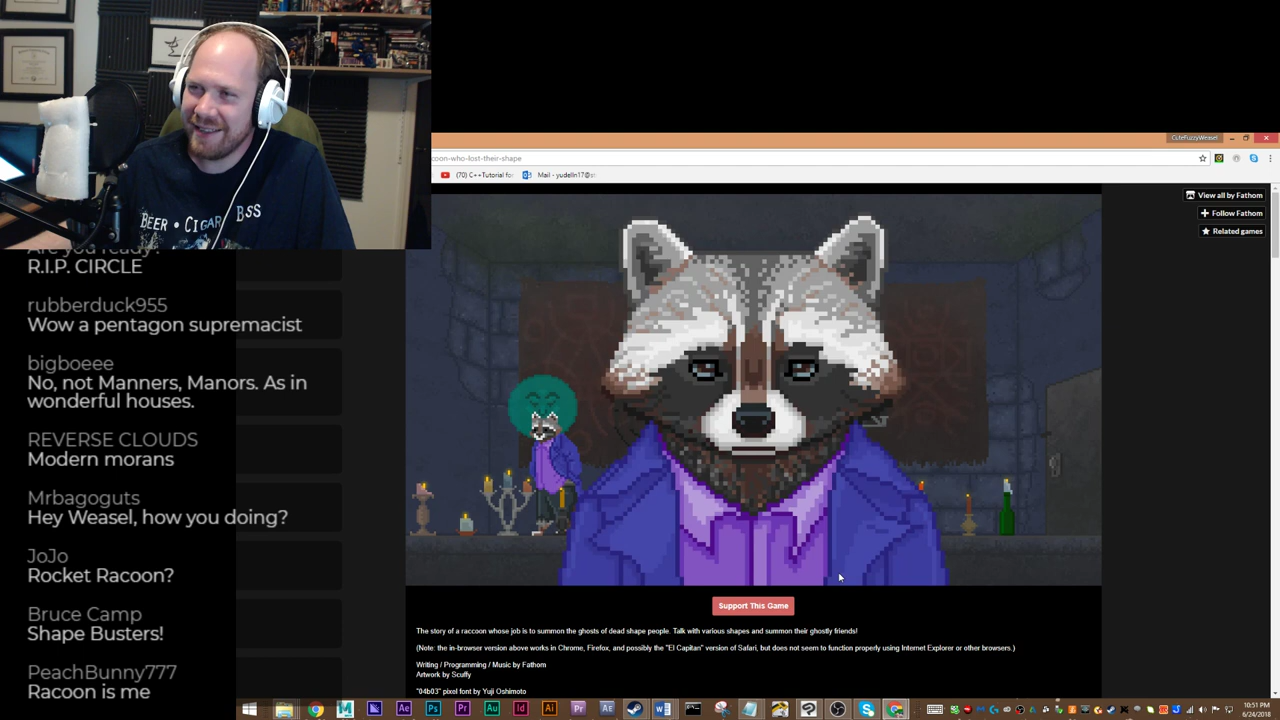 BEER • CIGAR BSS
Are you ready?
R.I.P. CIRCLE
rubberduck955
Wow a pentagon supremacist
bigboeee
No, not Manners, Manors. As in
wonderful houses.
REVERSE CLOUDS
Modern morans
Mrbagoguts
Hey Weasel, how you doing?
JoJo
Rocket Racoon?
Bruce Camp
Shape Busters!
PeachBunny777
Racoon is me
CLifeFuzzyWeasel
coon-who-lost-their-shape
(70) C++Tutorial for
Mail - yudelln17@s
View all by Fathom
Follow Fathom
Related games
Support This Game
The story of a raccoon whose job is to summon the ghosts of dead shape people. Talk with various shapes and summon their ghostly friends!
(Note: the in-browser version above works in Chrome, Firefox, and possibly the "El Capitan" version of Safari, but does not seem to function properly using Internet Explorer or other browsers.)
Writing / Programming / Music by Fathom
Artwork by Scuffy
"04b03" pixel font by Yuji Oshimoto
10:51 PM
6/24/2018